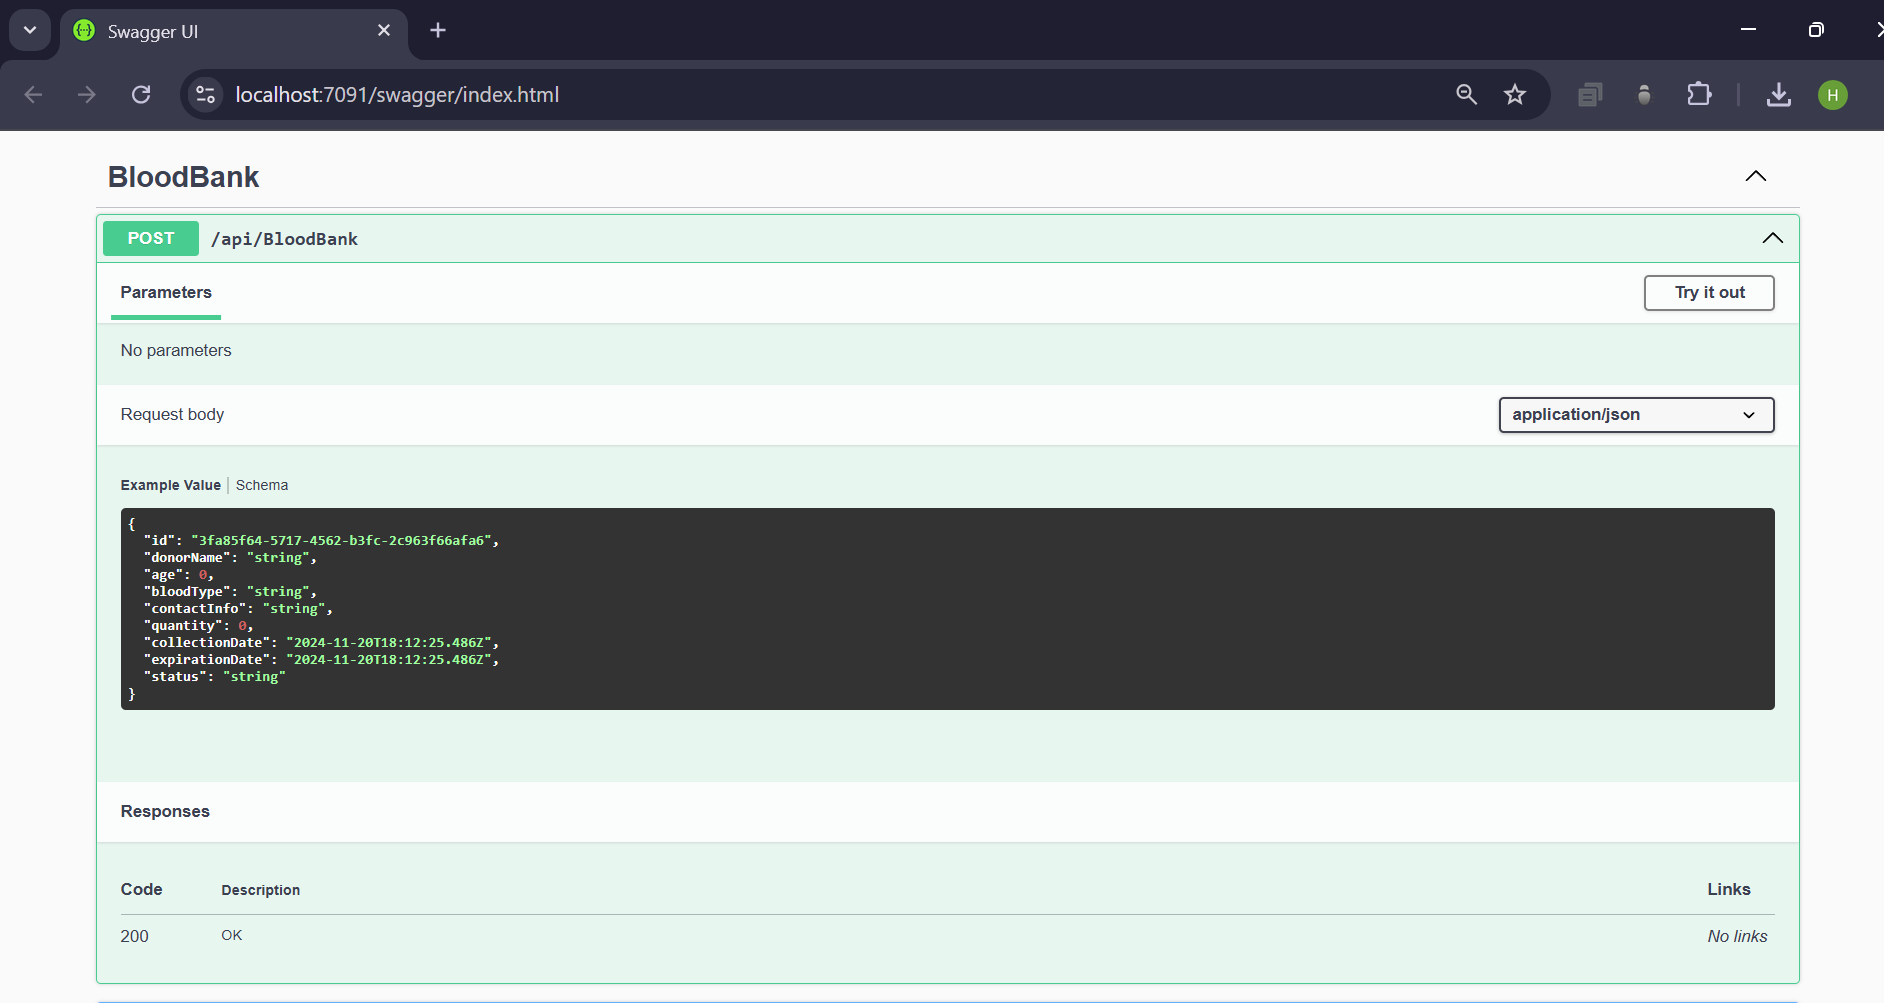 Swagger UI
localhost:7091/swagger/index.html
H
BloodBank
POST /api/BloodBank
Parameters
Try it out
No parameters
Request body
application/json
Example Value | Schema
{
  "id": "3fa85f64-5717-4562-b3fc-2c963f66afa6",
  "donorName": "string",
  "age": 0,
  "bloodType": "string",
  "contactInfo": "string",
  "quantity": 0,
  "collectionDate": "2024-11-20T18:12:25.486Z",
  "expirationDate": "2024-11-20T18:12:25.486Z",
  "status": "string"
}
Responses
Code Description Links
200 OK No links